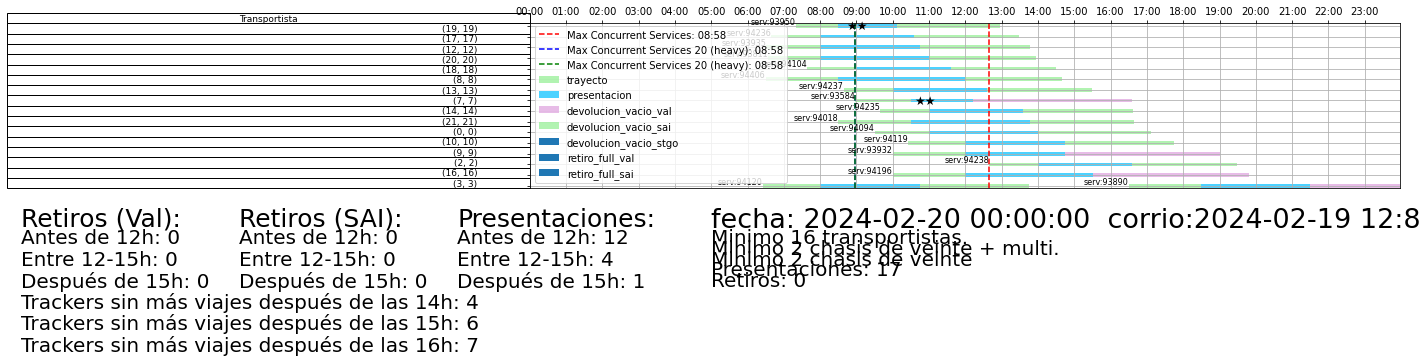 00:00 01:00 02:00 03:00 04:00 05:00 06:00 07:00 08:00 09:00 10:00 11:00 12:00 13:00 14:00 15:00 16:00 17:00 18:00 19:00 20:00 21:00 22:00 23:00
Transportista
(19, 19)
(17, 17)
(12, 12)
(20, 20)
(18, 18)
(8, 8)
(13, 13)
(7, 7)
(14, 14)
(21, 21)
(0, 0)
(10, 10)
(9, 9)
(2, 2)
(16, 16)
(3, 3)
Max Concurrent Services: 08:58
Max Concurrent Services 20 (heavy): 08:58
Max Concurrent Services 20 (heavy): 08:58
trayecto
presentacion
devolucion_vacio_val
devolucion_vacio_sai
devolucion_vacio_stgo
retiro_full_val
retiro_full_sai
serv:93950
serv:94236
serv:93935
94104
serv:94406
serv:94237
serv:93584
serv:94235
serv:94018
serv:94094
serv:94119
serv:93932
serv:94238
serv:94196
serv:94120
serv:93890
Retiros (Val):
Antes de 12h: 0
Entre 12-15h: 0
Después de 15h: 0
Retiros (SAI):
Antes de 12h: 0
Entre 12-15h: 0
Después de 15h: 0
Presentaciones:
Antes de 12h: 12
Entre 12-15h: 4
Después de 15h: 1
Trackers sin más viajes después de las 14h: 4
Trackers sin más viajes después de las 15h: 6
Trackers sin más viajes después de las 16h: 7
fecha: 2024-02-20 00:00:00 corrio:2024-02-19 12:8
Minimo 16 transportistas.
Minimo 2 chasis de veinte + multi.
Minimo 2 chasis de veinte
Presentaciones: 17
Retiros: 0